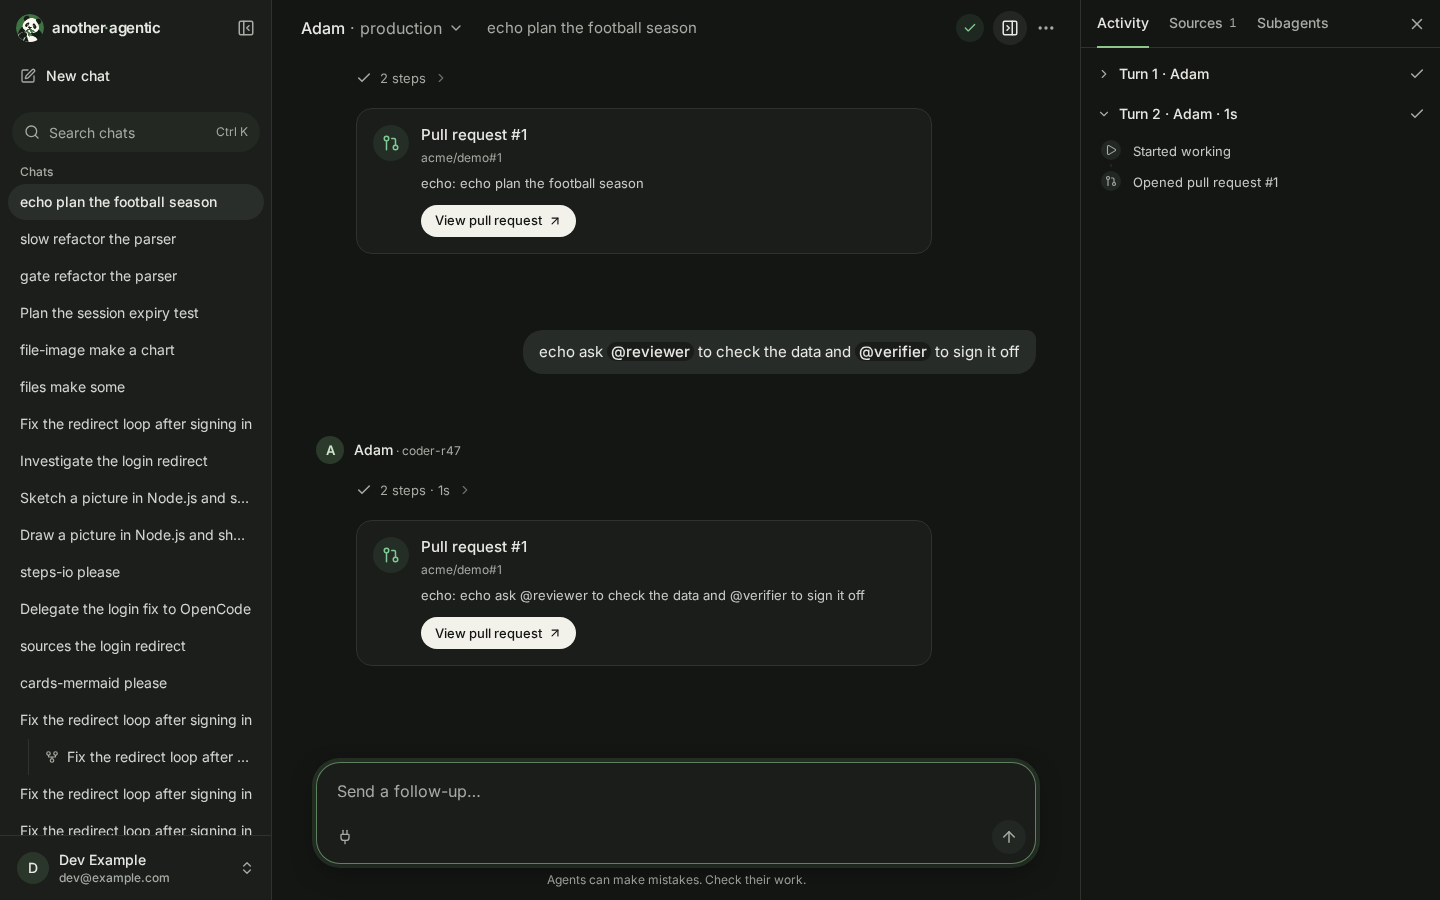 another·agentic
New chat
Search chats
Ctrl K
Chats
echo plan the football season
slow refactor the parser
gate refactor the parser
Plan the session expiry test
file-image make a chart
files make some
Fix the redirect loop after signing in
Investigate the login redirect
Sketch a picture in Node.js and s...
Draw a picture in Node.js and sh...
steps-io please
Delegate the login fix to OpenCode
sources the login redirect
cards-mermaid please
Fix the redirect loop after signing in
Fix the redirect loop after ...
Fix the redirect loop after signing in
Fix the redirect loop after signing in
D
Dev Example
dev@example.com
Adam · production
echo plan the football season
2 steps
Pull request #1
acme/demo#1
echo: echo plan the football season
View pull request
echo ask @reviewer to check the data and @verifier to sign it off
A
Adam · coder-r47
2 steps · 1s
Pull request #1
acme/demo#1
echo: echo ask @reviewer to check the data and @verifier to sign it off
View pull request
Send a follow-up...
Agents can make mistakes. Check their work.
Activity
Sources 1
Subagents
Turn 1 · Adam
Turn 2 · Adam · 1s
Started working
Opened pull request #1